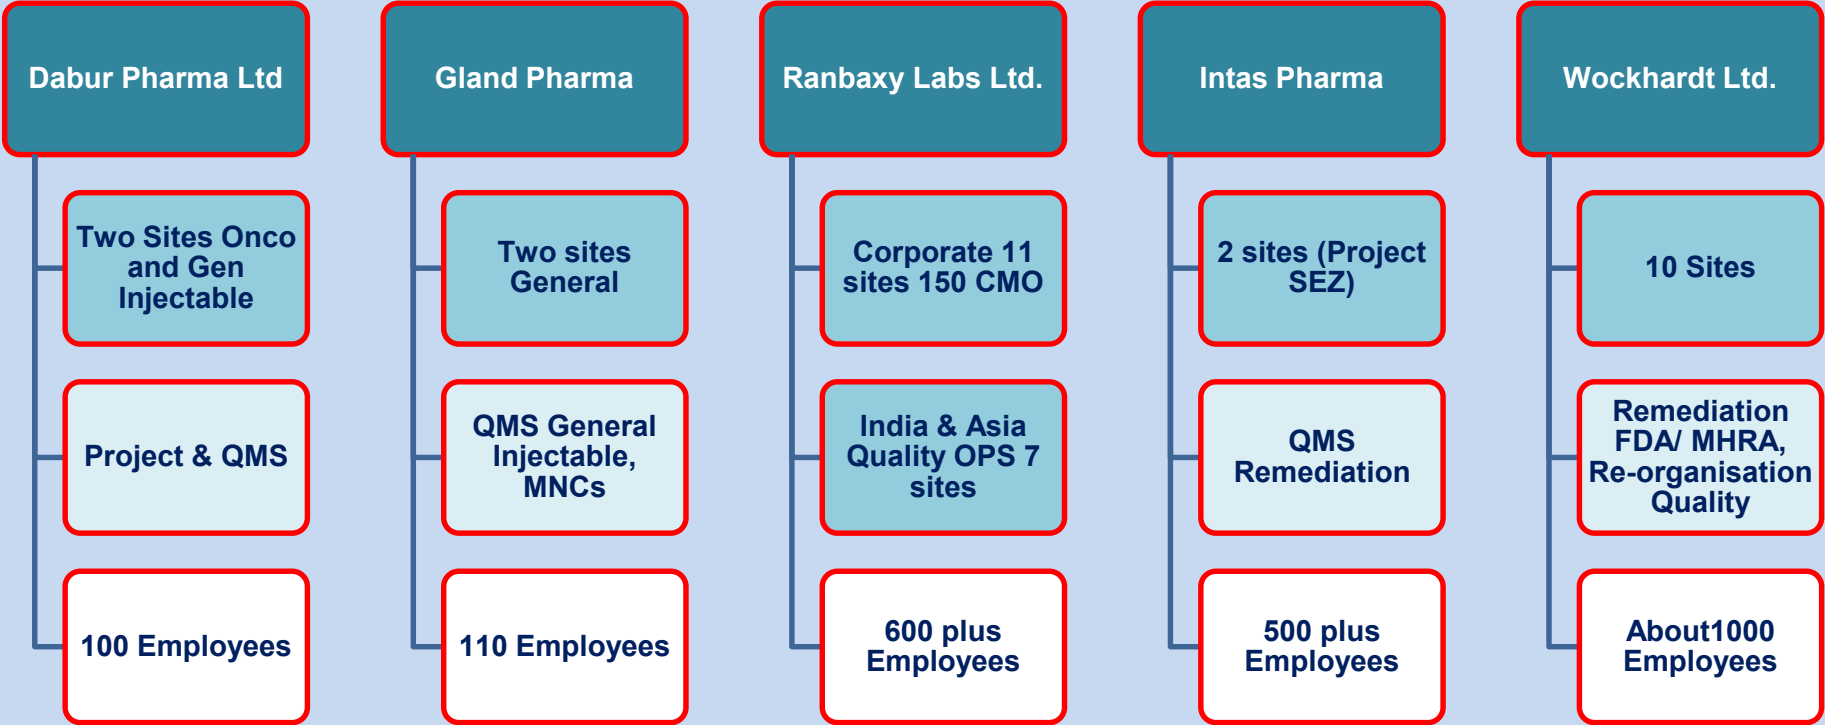 Dabur Pharma Ltd
Two Sites Onco
and Gen
Injectable
Project & QMS
100 Employees
Gland Pharma
Two sites
General
QMS General
Injectable,
MNCs
110 Employees
Ranbaxy Labs Ltd.
Corporate 11
sites 150 CMO
India & Asia
Quality OPS 7
sites
600 plus
Employees
Intas Pharma
2 sites (Project
SEZ)
QMS
Remediation
500 plus
Employees
Wockhardt Ltd.
10 Sites
Remediation
FDA/ MHRA,
Re-organisation
Quality
About1000
Employees